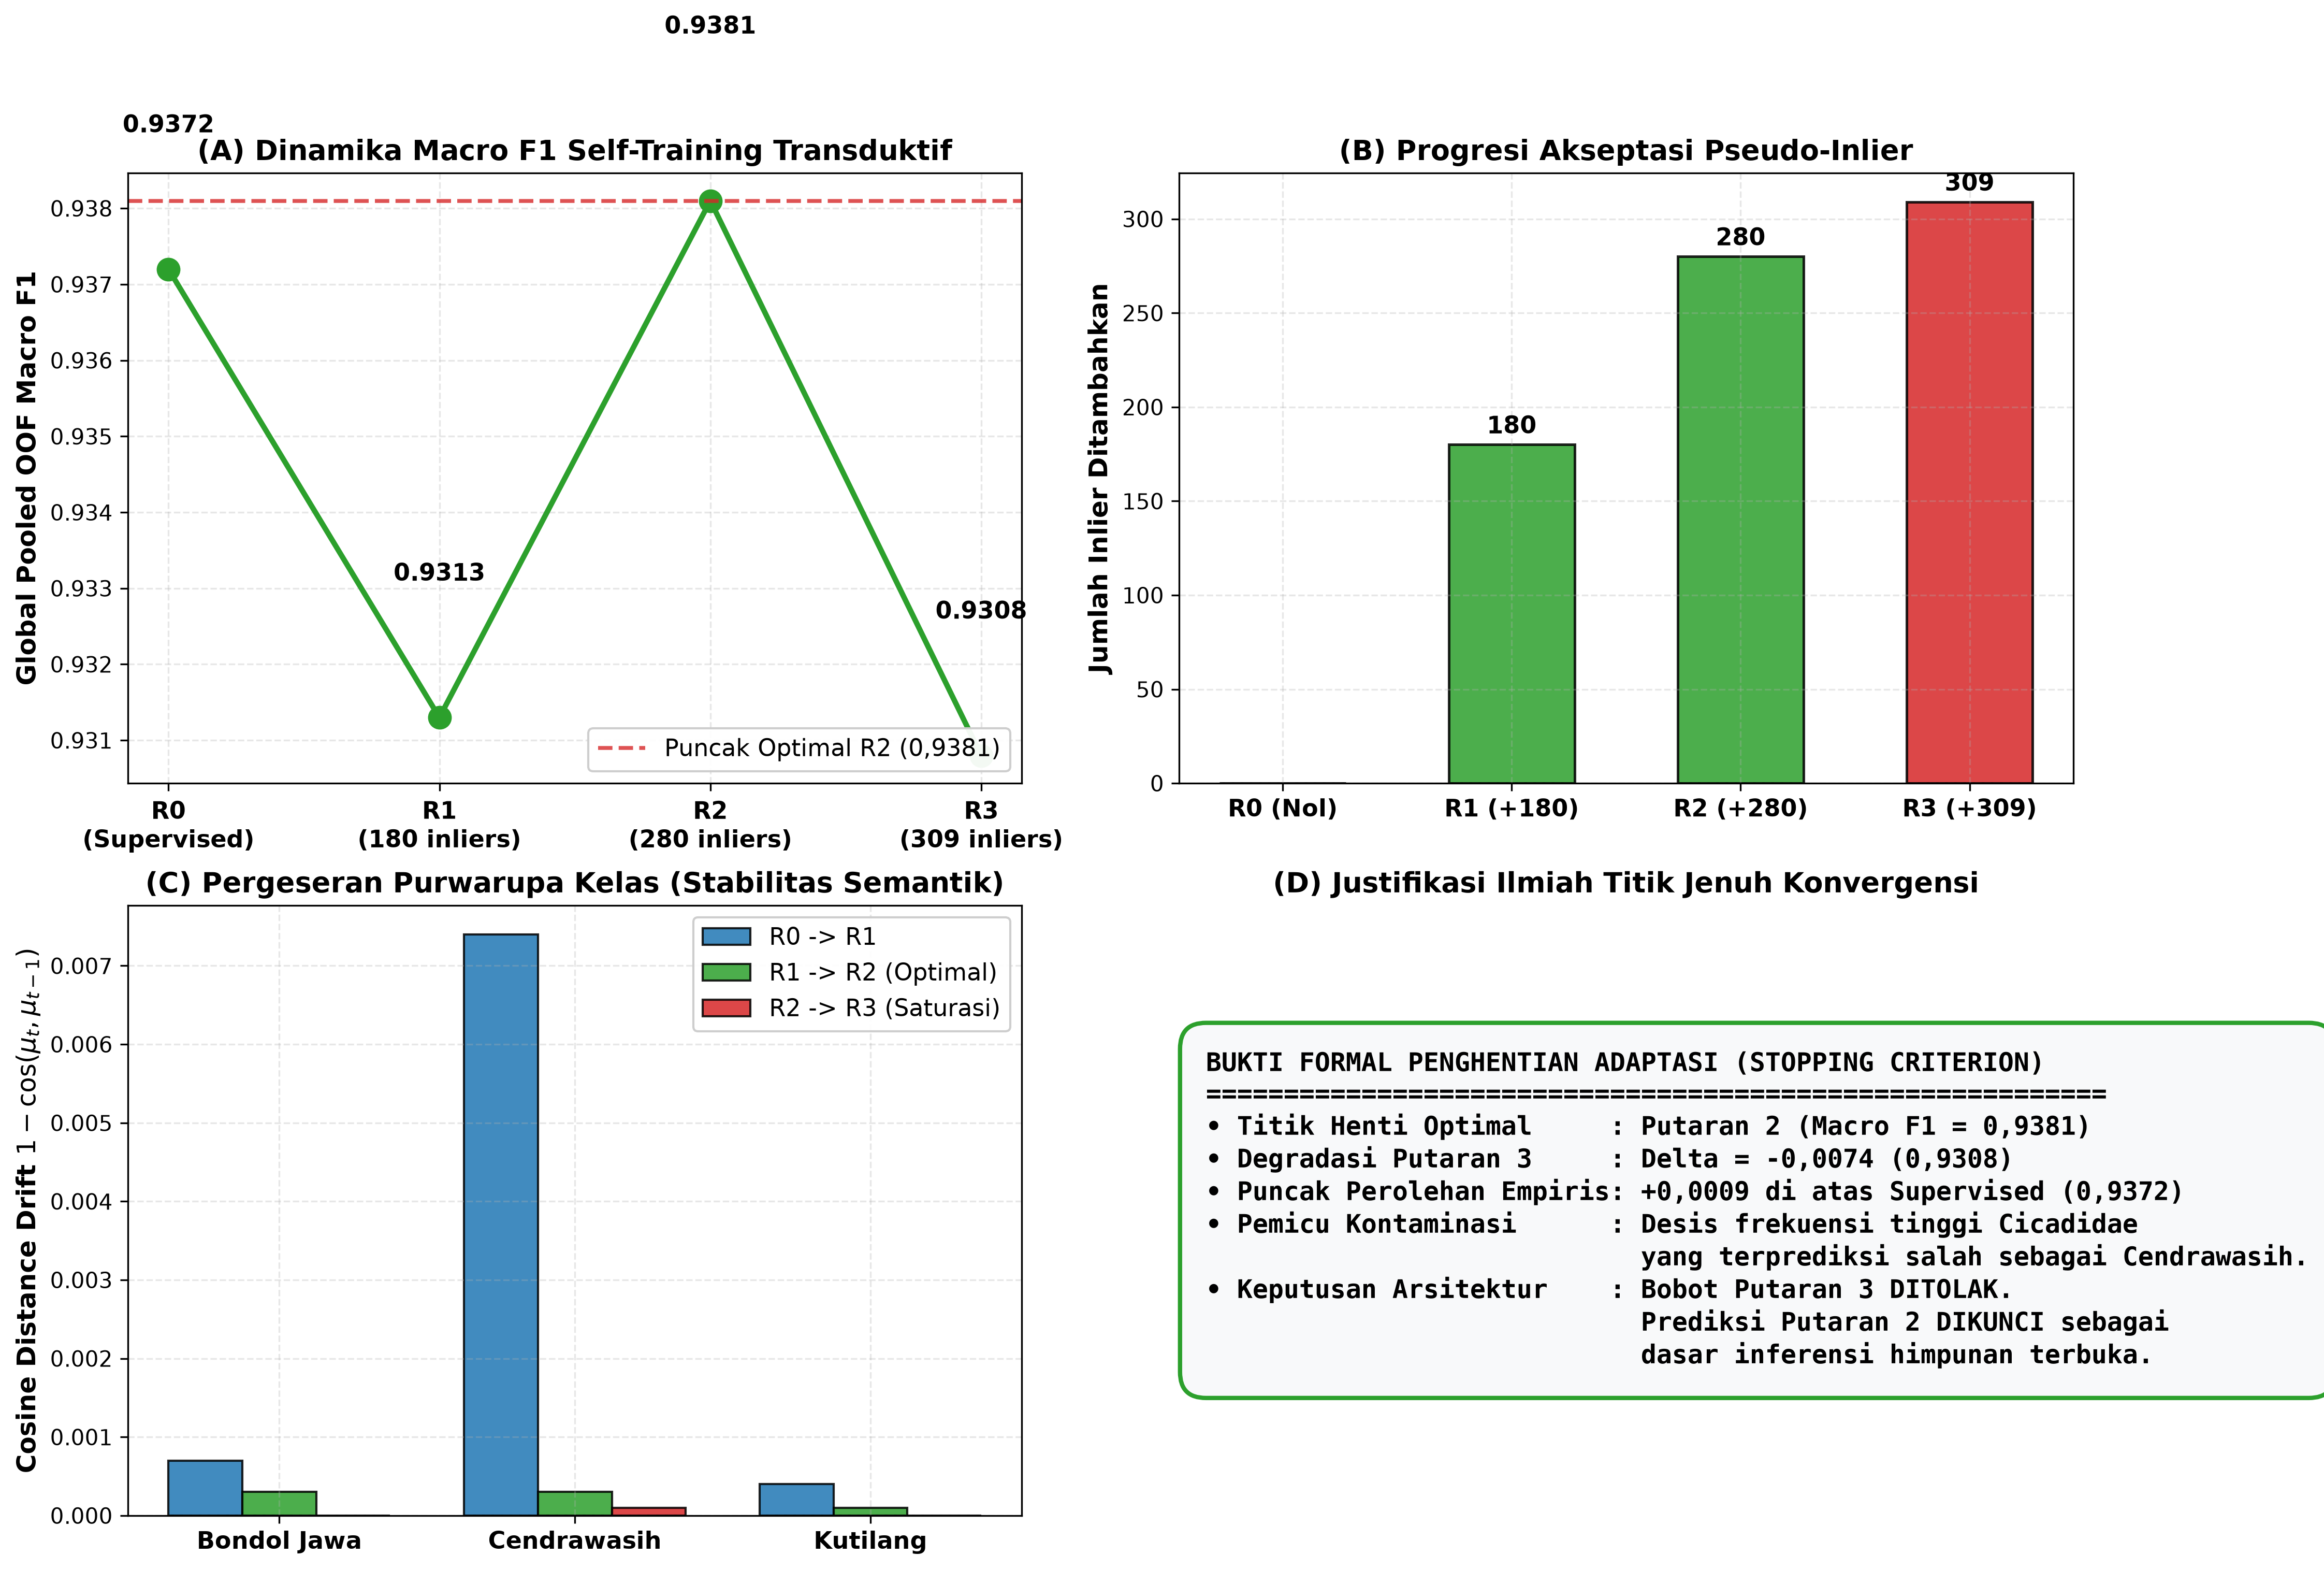 0.9381
0.9372
(A) Dinamika Macro F1 Self-Training Transduktif
Global Pooled OOF Macro F1
0.938
0.937
0.936
0.935
0.934
0.933
0.932
0.931
0.9313
0.9308
Puncak Optimal R2 (0,9381)
R0
(Supervised)
R1
(180 inliers)
R2
(280 inliers)
R3
(309 inliers)
(B) Progresi Akseptasi Pseudo-Inlier
Jumlah Inlier Ditambahkan
300
250
200
150
100
50
0
180
280
309
R0 (Nol)
R1 (+180)
R2 (+280)
R3 (+309)
(C) Pergeseran Purwarupa Kelas (Stabilitas Semantik)
Cosine Distance Drift 1 − cos(μₜ, μₜ₋₁)
0.007
0.006
0.005
0.004
0.003
0.002
0.001
0.000
R0 -> R1
R1 -> R2 (Optimal)
R2 -> R3 (Saturasi)
Bondol Jawa
Cendrawasih
Kutilang
(D) Justifikasi Ilmiah Titik Jenuh Konvergensi
BUKTI FORMAL PENGHENTIAN ADAPTASI (STOPPING CRITERION)
==========================================================
• Titik Henti Optimal     : Putaran 2 (Macro F1 = 0,9381)
• Degradasi Putaran 3     : Delta = -0,0074 (0,9308)
• Puncak Perolehan Empiris: +0,0009 di atas Supervised (0,9372)
• Pemicu Kontaminasi      : Desis frekuensi tinggi Cicadidae
yang terprediksi salah sebagai Cendrawasih.
• Keputusan Arsitektur    : Bobot Putaran 3 DITOLAK.
Prediksi Putaran 2 DIKUNCI sebagai
dasar inferensi himpunan terbuka.